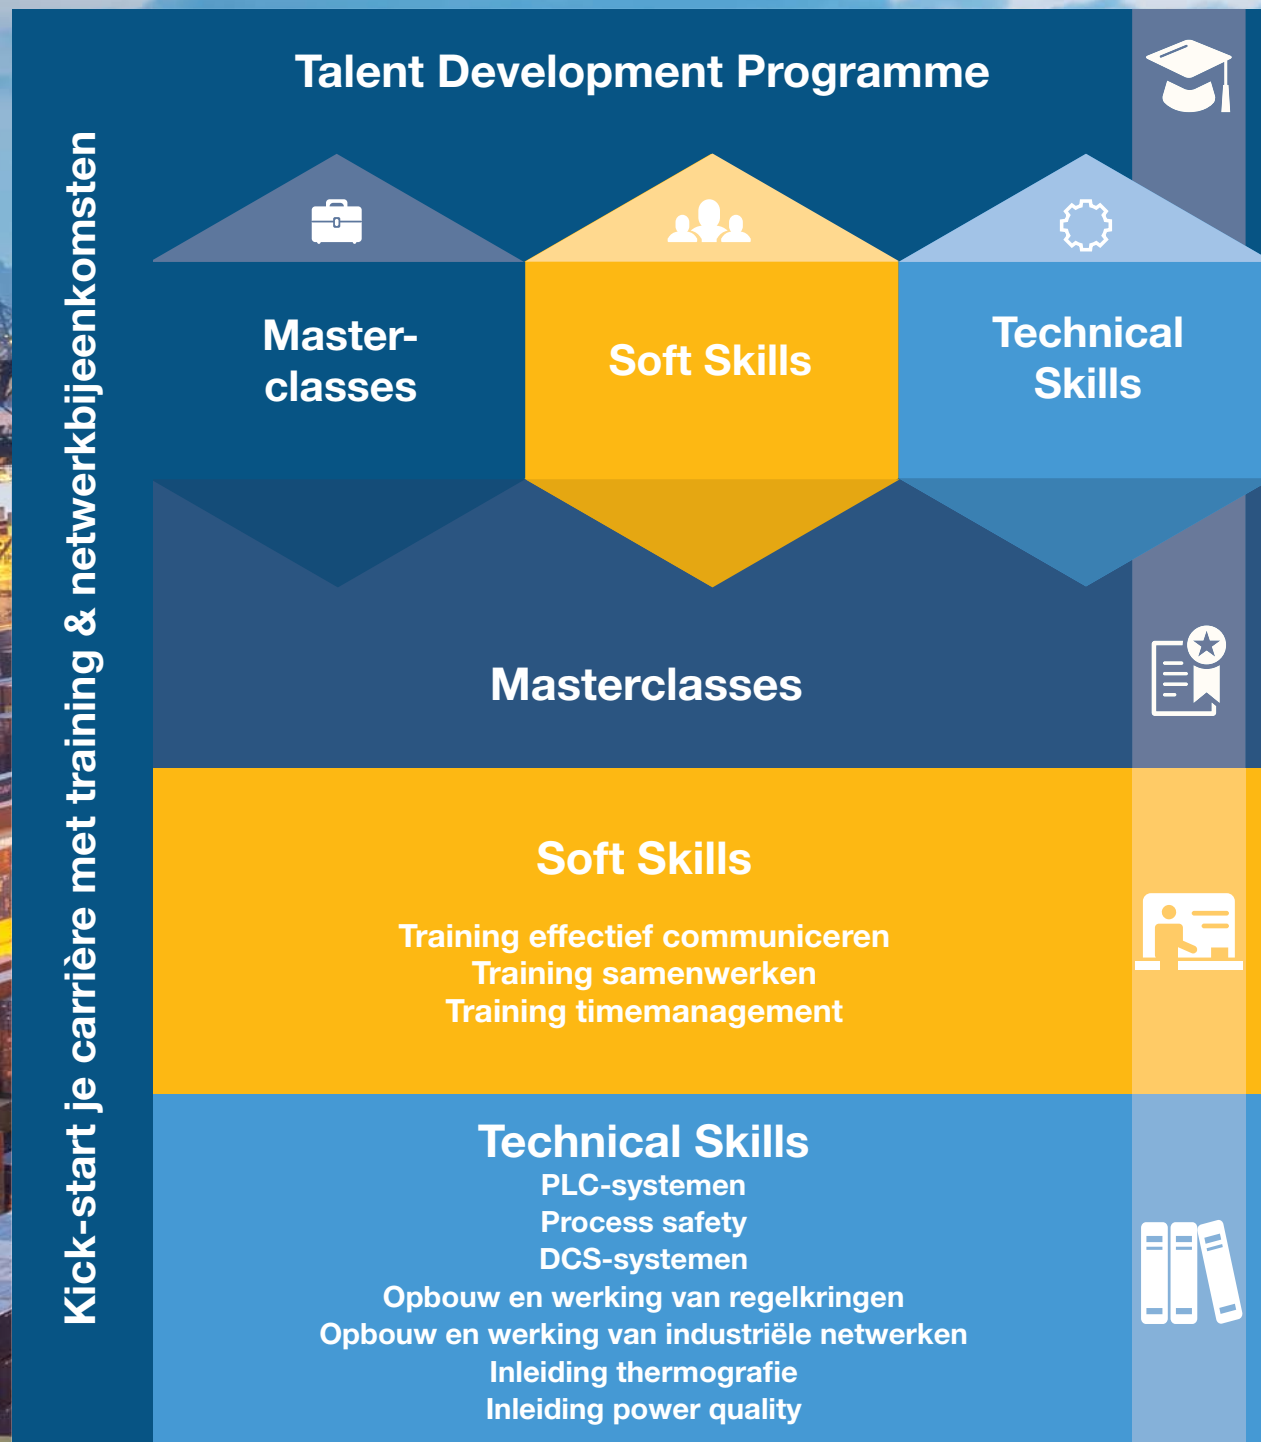 Talent Development Programme
Kick-start je carrière met training & netwerkbijeenkomsten
Master-
classes
Soft Skills
Technical
Skills
Masterclasses
Soft Skills
Training effectief communiceren
Training samenwerken
Training timemanagement
Technical Skills
PLC-systemen
Process safety
DCS-systemen
Opbouw en werking van regelkringen
Opbouw en werking van industriële netwerken
Inleiding thermografie
Inleiding power quality